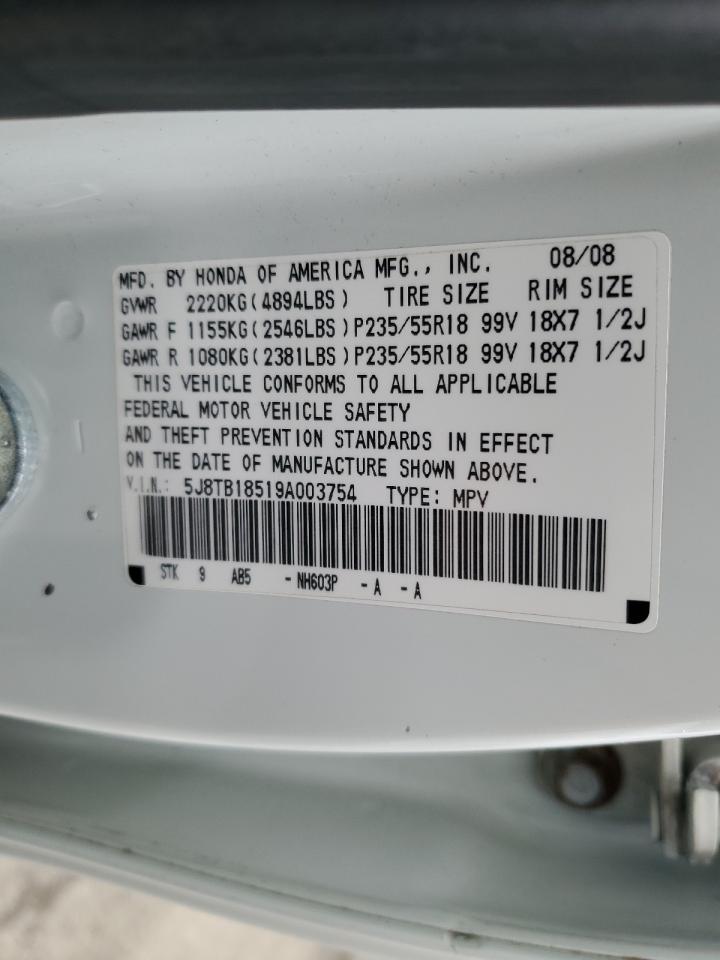 MFD. BY HONDA OF AMERICA MFG., INC. 08/08
GVWR 2220KG(4894LBS) TIRE SIZE RIM SIZE
GAWR F 1155KG(2546LBS)P235/55R18 99V 18X7 1/2J
GAWR R 1080KG(2381LBS)P235/55R18 99V 18X7 1/2J
THIS VEHICLE CONFORMS TO ALL APPLICABLE
FEDERAL MOTOR VEHICLE SAFETY
AND THEFT PREVENTION STANDARDS IN EFFECT
ON THE DATE OF MANUFACTURE SHOWN ABOVE.
V.I.N.: 5J8TB18519A003754 TYPE: MPV
STK 9 AB5 -NH603P -A -A